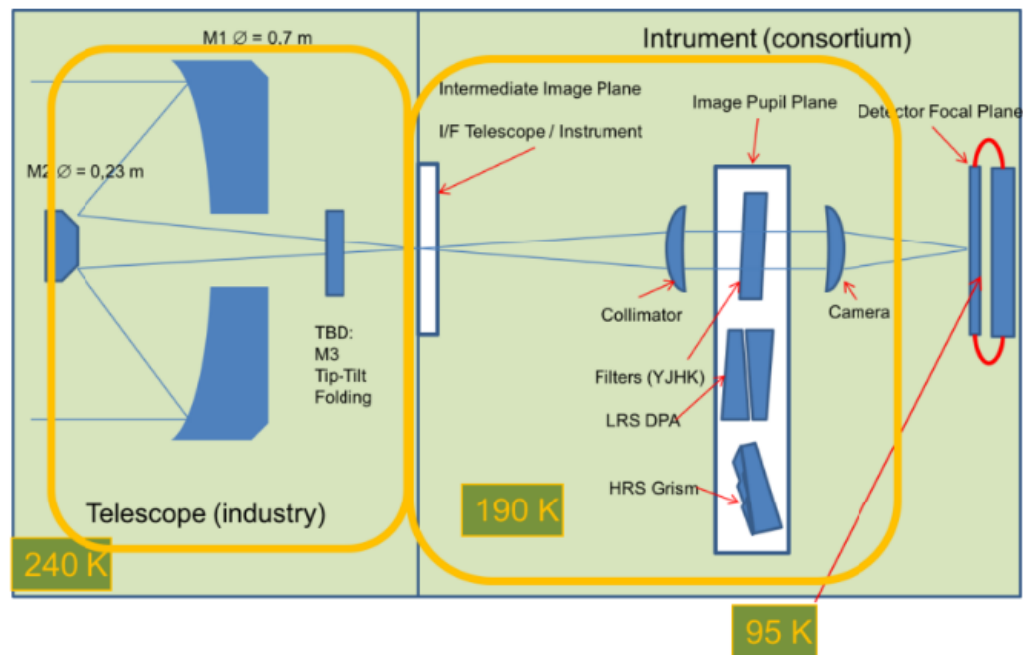 M1 ∅ = 0,7 m
Intrument (consortium)
Intermediate Image Plane
Image Pupil Plane
Detector Focal Plane
I/F Telescope / Instrument
M2 ∅ = 0,23 m
Collimator
Camera
TBD:
M3
Tip-Tilt
Folding
Filters (YJHK)
LRS DPA
HRS Grism
Telescope (industry)
190 K
240 K
95 K